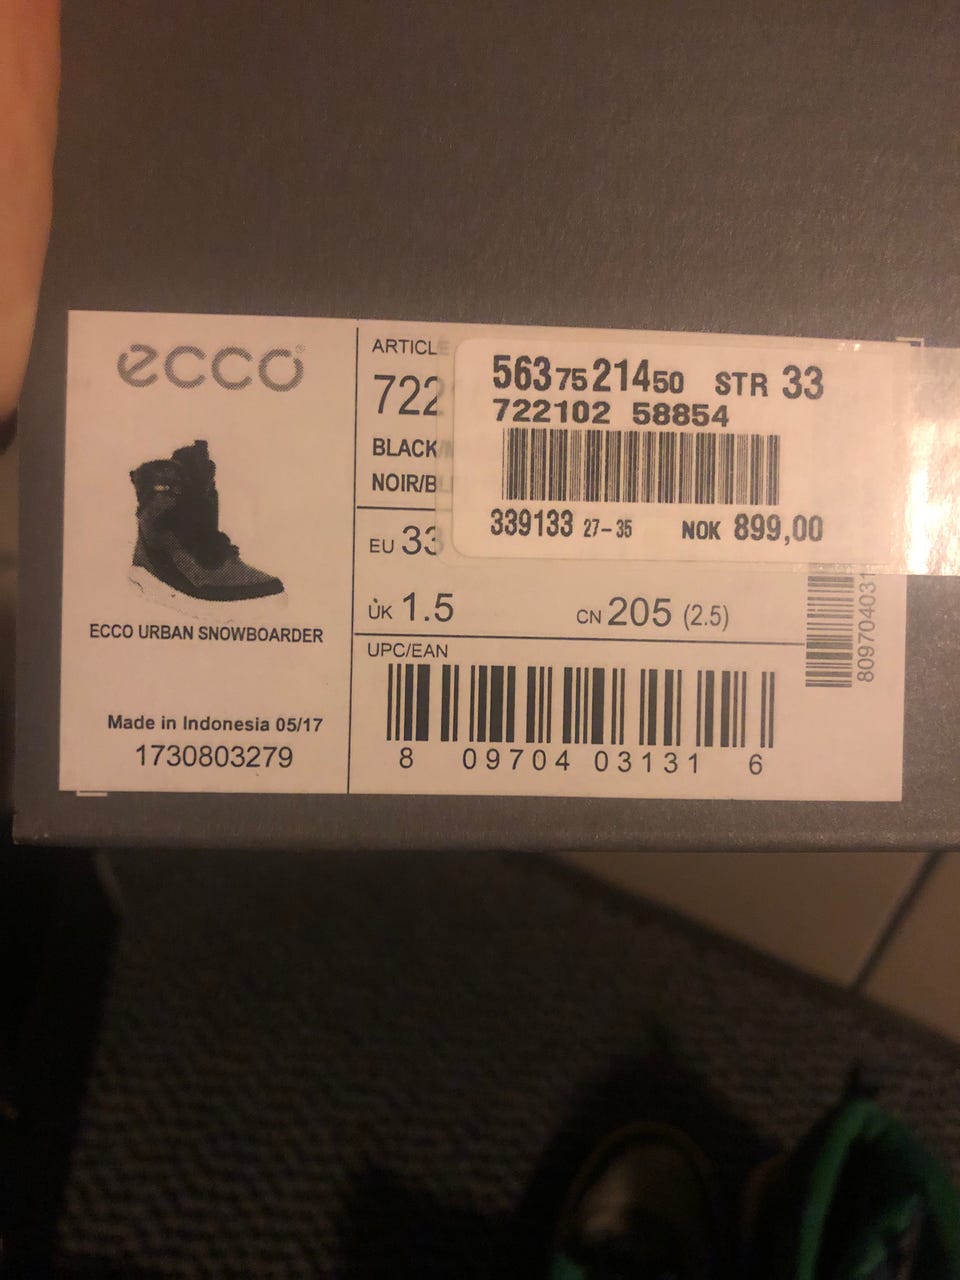 ecco
ECCO URBAN SNOWBOARDER
Made in Indonesia 05/17
1730803279
ARTICLE
722
BLACK/
NOIR/BL
EU 33
UK 1.5
CN 205 (2.5)
UPC/EAN
8 09704 03131 6
809704031
563 75 214 50 STR 33
722102 58854
339133 27-35 NOK 899,00